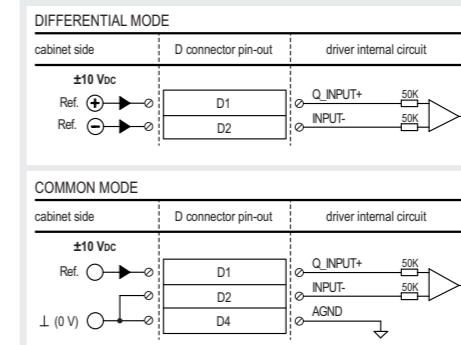 DIFFERENTIAL MODE
cabinet side D connector pin-out driver internal circuit
±10 VDC
Ref. + D1 Q_INPUT+ 50K
Ref. − D2 INPUT- 50K
COMMON MODE
cabinet side D connector pin-out driver internal circuit
±10 VDC
Ref. D1 Q_INPUT+ 50K
D2 INPUT- 50K
⊥ (0 V) D4 AGND